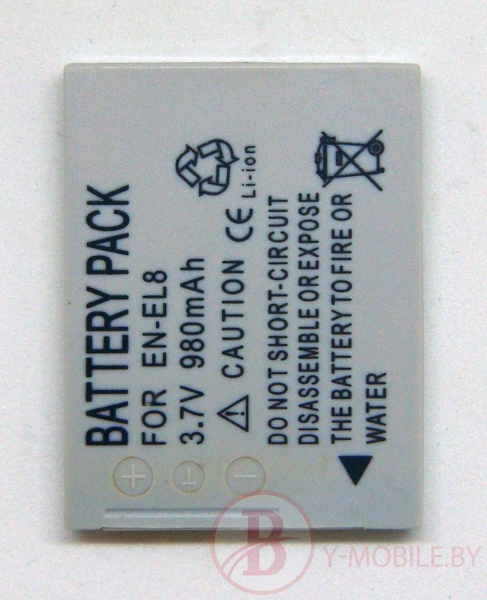 BATTERY PACK
FOR EN-EL8
3.7V 980mAh
CAUTION CE
Li-ion
DO NOT SHORT-CIRCUIT
DISASSEMBLE OR EXPOSE
THE BATTERY TO FIRE OR
WATER
+ T -
B Y-MOBILE.BY